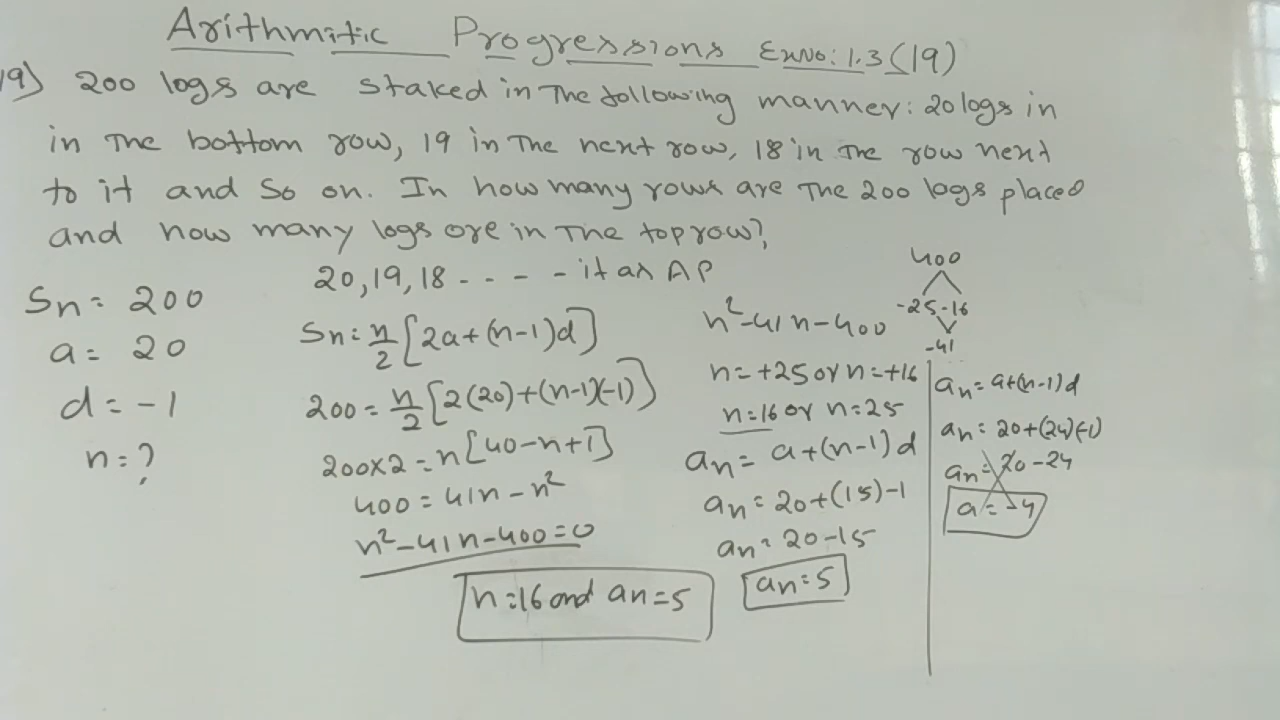 Arithmatic Progressions ExNo: 1.3 (19)
19) 200 logs are staked in The following manner: 20 logs in
in The bottom row, 19 in The next row, 18 in The row next
to it and So on. In how many rows are The 200 logs placed
and how many logs are in The top row?
20, 19, 18 - - - - - it as AP
Sn = 200
a = 20
d = -1
n = ?
Sn = n/2 [2a+(n-1)d]
200 = n/2 [2(20)+(n-1)(-1)]
200x2 = n[40-n+1]
400 = 41n - n²
n²-41n-400=0
n=16 and an=5
400
-25 -16
-41
n²-41n-400
n=+25 or n=+16
n=16 or n=25
an = a+(n-1)d
an = 20+(15)-1
an = 20-15
an=5
an = a+(n-1)d
an = 20+(24)(-1)
an = 20-24
a = -4